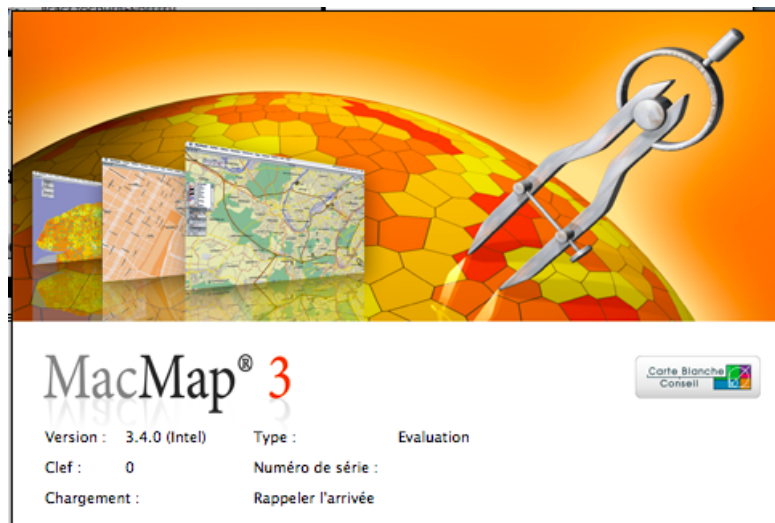 MacMap® 3
Carte Blanche
Conseil
Version : 3.4.0 (Intel) Type : Evaluation
Clef : 0 Numéro de série :
Chargement : Rappeler l'arrivée